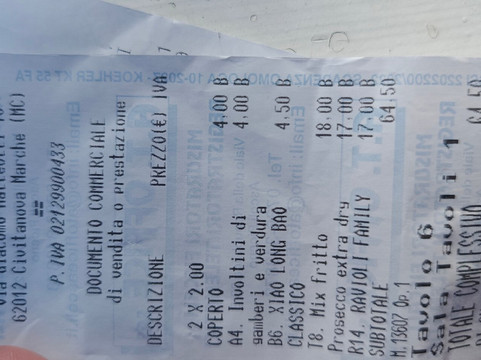 62012 Civitanova Marche (MC)
==
P.IVA 02129900433
DOCUMENTO COMMERCIALE
di vendita o prestazione
DESCRIZIONE PREZZO(€) IVA
2 X 2.00
COPERTO 4,00 B
A4. Involtini di 4,00 B
gamberi e verdura
B6. XIAO LONG BAO 4,50 B
CLASSICO
T8. Mix fritto 18,00 B
Prosecco extra dry 17,00 B
R14. RAVIOLI FAMILY 17,00 B
SUBTOTALE 64,50
Op.1
Tavolo 6
Sala Tavoli 1
TOTALE COMPLESSIVO